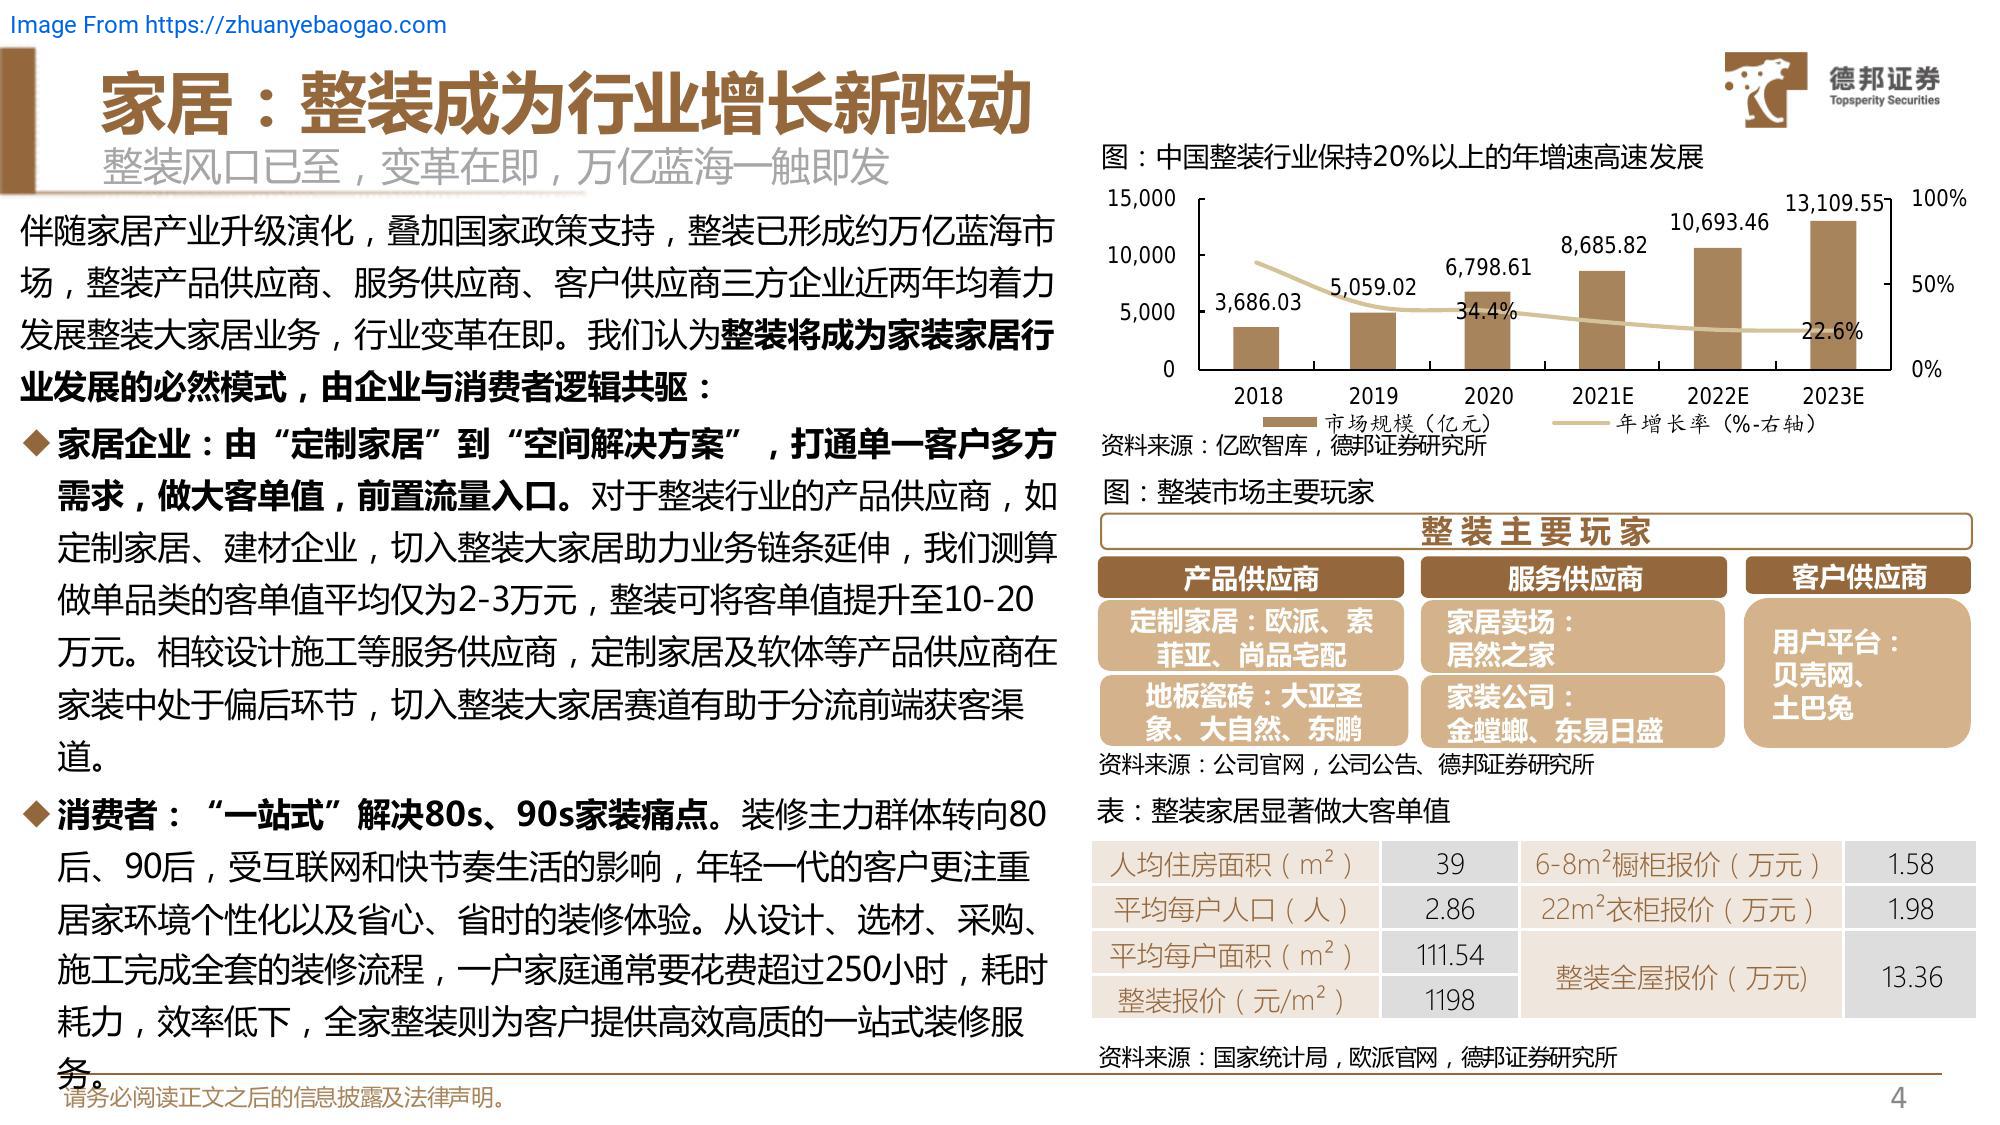 Image From https://zhuanyebaogao.com
家居：整装成为行业增长新驱动
整装风口已至，变革在即，万亿蓝海一触即发
德邦证券
Topsperity Securities
伴随家居产业升级演化，叠加国家政策支持，整装已形成约万亿蓝海市
场，整装产品供应商、服务供应商、客户供应商三方企业近两年均着力
发展整装大家居业务，行业变革在即。我们认为整装将成为家装家居行
业发展的必然模式，由企业与消费者逻辑共驱：
◆家居企业：由“定制家居”到“空间解决方案”，打通单一客户多方
需求，做大客单值，前置流量入口。对于整装行业的产品供应商，如
定制家居、建材企业，切入整装大家居助力业务链条延伸，我们测算
做单品类的客单值平均仅为2-3万元，整装可将客单值提升至10-20
万元。相较设计施工等服务供应商，定制家居及软体等产品供应商在
家装中处于偏后环节，切入整装大家居赛道有助于分流前端获客渠
道。
◆消费者：“一站式”解决80s、90s家装痛点。装修主力群体转向80
后、90后，受互联网和快节奏生活的影响，年轻一代的客户更注重
居家环境个性化以及省心、省时的装修体验。从设计、选材、采购、
施工完成全套的装修流程，一户家庭通常要花费超过250小时，耗时
耗力，效率低下，全家整装则为客户提供高效高质的一站式装修服
务。
图：中国整装行业保持20%以上的年增速高速发展
15,000
10,000
5,000
0
100%
50%
0%
3,686.03
5,059.02
6,798.61
8,685.82
10,693.46
13,109.55
34.4%
22.6%
2018 2019 2020 2021E 2022E 2023E
市场规模（亿元） 年增长率（%-右轴）
资料来源：亿欧智库，德邦证券研究所
图：整装市场主要玩家
整装主要玩家
产品供应商 服务供应商 客户供应商
定制家居：欧派、索
菲亚、尚品宅配
地板瓷砖：大亚圣
象、大自然、东鹏
家居卖场：
居然之家
家装公司：
金螳螂、东易日盛
用户平台：
贝壳网、
土巴兔
资料来源：公司官网，公司公告、德邦证券研究所
表：整装家居显著做大客单值
人均住房面积（m²） 39 6-8m²橱柜报价（万元） 1.58
平均每户人口（人） 2.86 22m²衣柜报价（万元） 1.98
平均每户面积（m²） 111.54 整装全屋报价（万元) 13.36
整装报价（元/m²） 1198
资料来源：国家统计局，欧派官网，德邦证券研究所
请务必阅读正文之后的信息披露及法律声明。
4